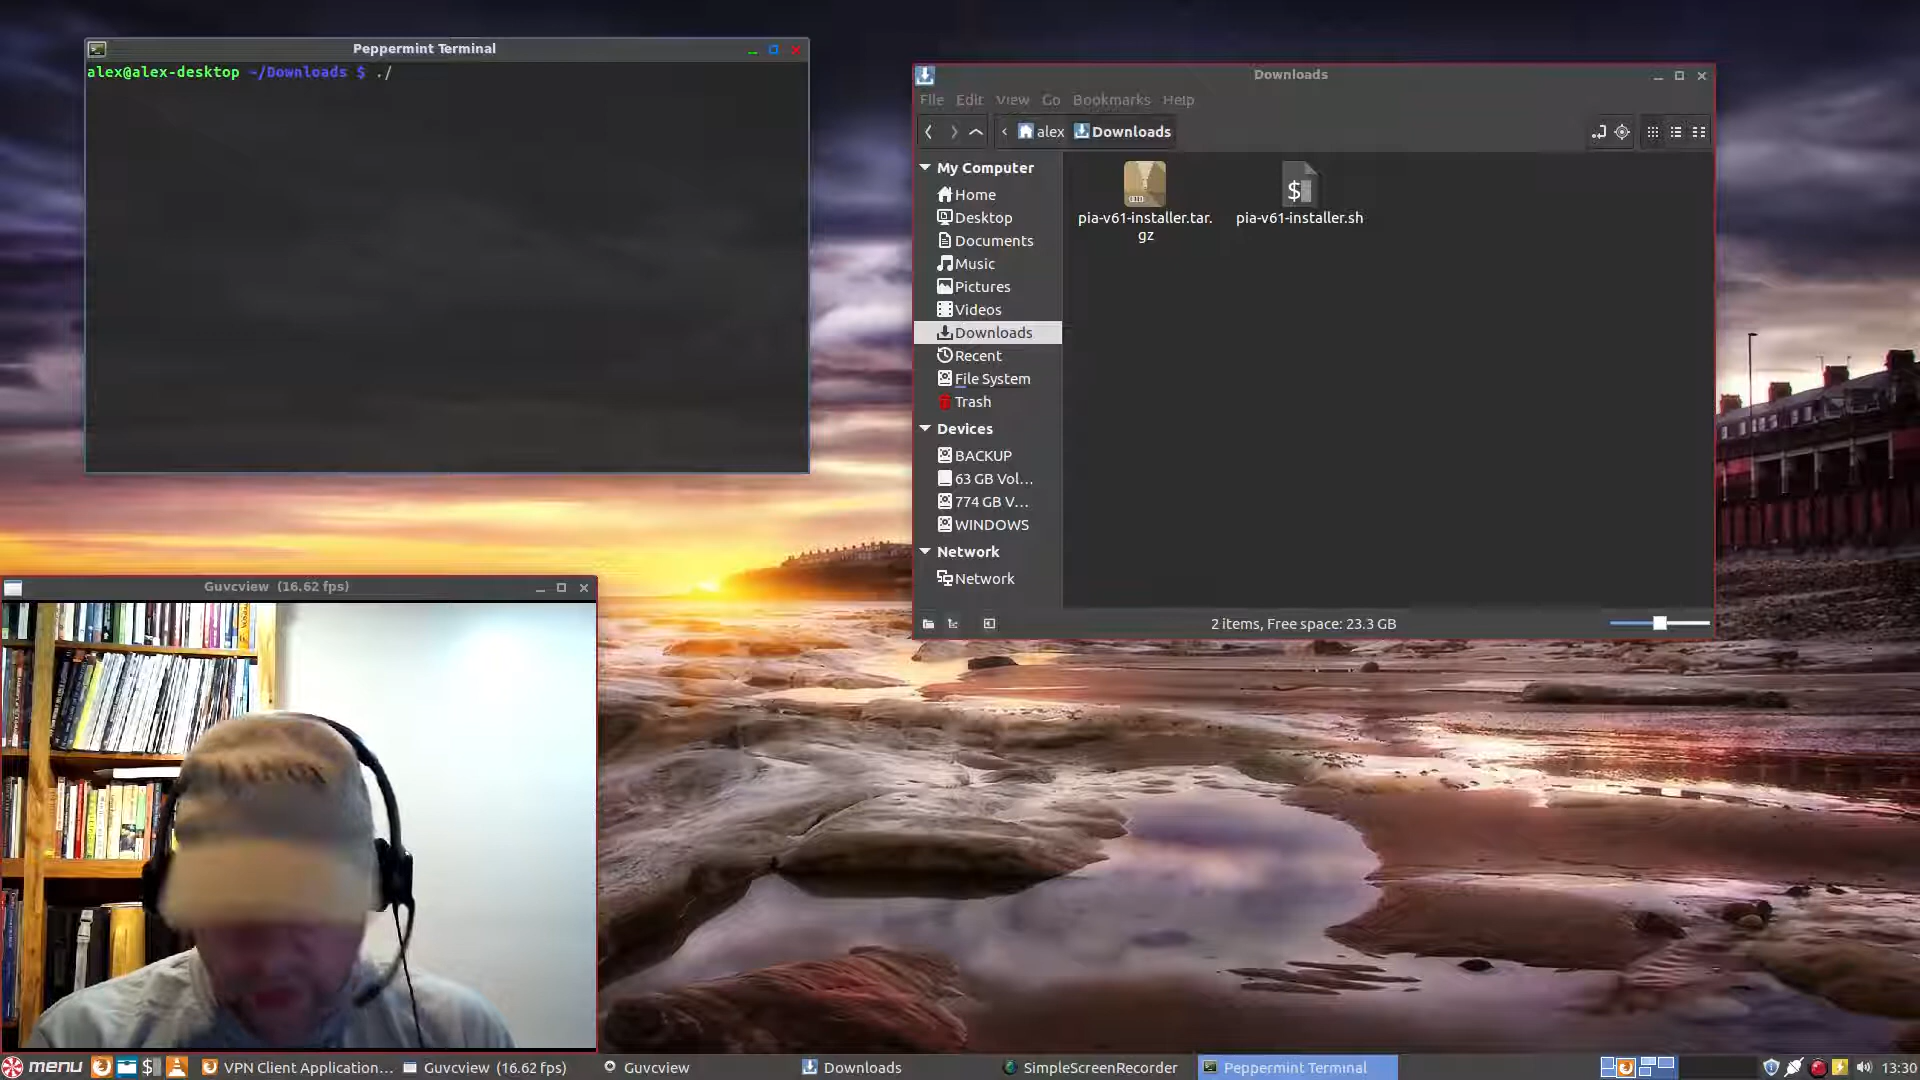 Peppermint Terminal
alex@alex-desktop ~/Downloads $ ./
Downloads
File Edit View Go Bookmarks Help
alex Downloads
My Computer
Home
Desktop
Documents
Music
Pictures
Videos
Downloads
Recent
File System
Trash
Devices
BACKUP
63 GB Vol...
774 GB V...
WINDOWS
Network
Network
pia-v61-installer.tar.
gz
pia-v61-installer.sh
2 items, Free space: 23.3 GB
Guvcview (16.62 fps)
menu
VPN Client Application...
Guvcview (16.62 fps)
Guvcview
Downloads
SimpleScreenRecorder
Peppermint Terminal
13:30